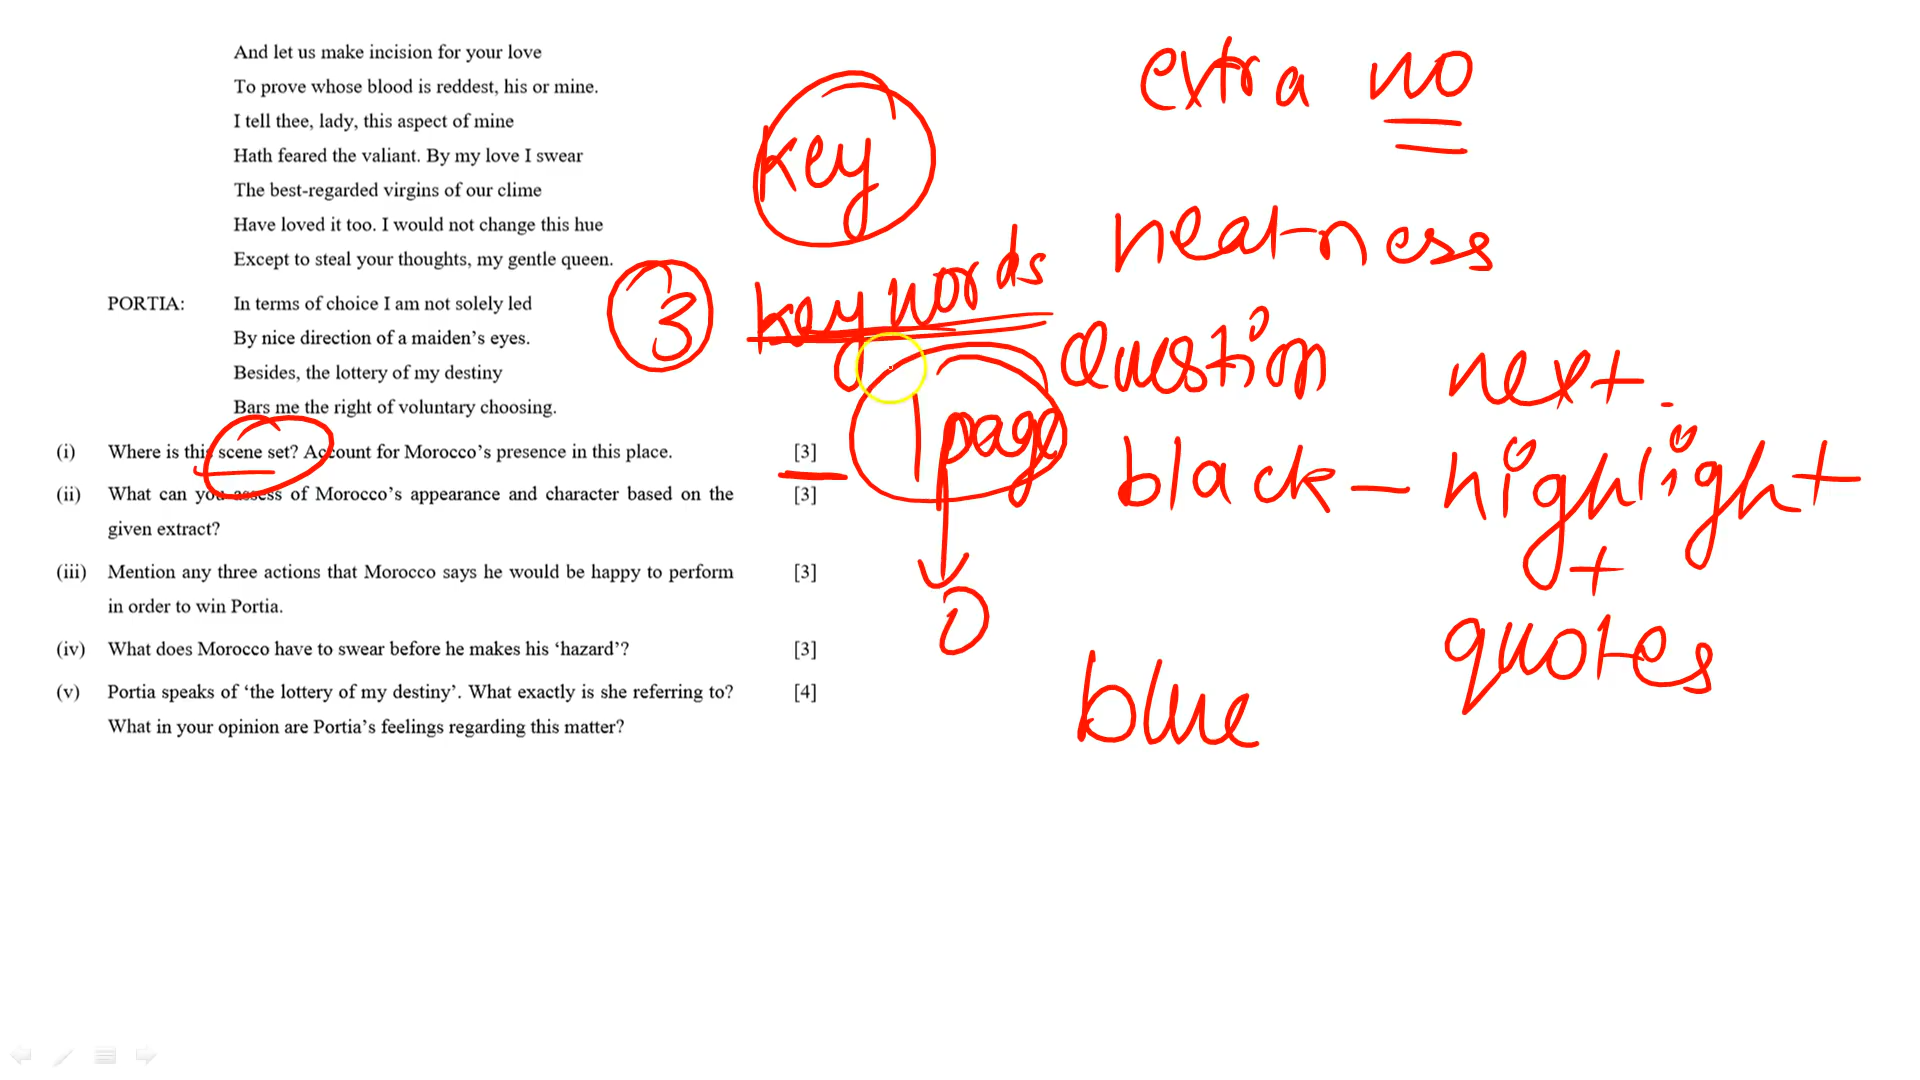 And let us make incision for your love
To prove whose blood is reddest, his or mine.
I tell thee, lady, this aspect of mine
Hath feared the valiant. By my love I swear
The best-regarded virgins of our clime
Have loved it too. I would not change this hue
Except to steal your thoughts, my gentle queen.
PORTIA: In terms of choice I am not solely led
By nice direction of a maiden's eyes.
Besides, the lottery of my destiny
Bars me the right of voluntary choosing.
(i) Where is this scene set? Account for Morocco's presence in this place. [3]
(ii) What can you assess of Morocco's appearance and character based on the [3]
given extract?
(iii) Mention any three actions that Morocco says he would be happy to perform [3]
in order to win Portia.
(iv) What does Morocco have to swear before he makes his 'hazard'? [3]
(v) Portia speaks of 'the lottery of my destiny'. What exactly is she referring to? [4]
What in your opinion are Portia's feelings regarding this matter?
key
3 keywords
1 page
0
extra no
neatness
question next.
black - highlight
+
quotes
blue